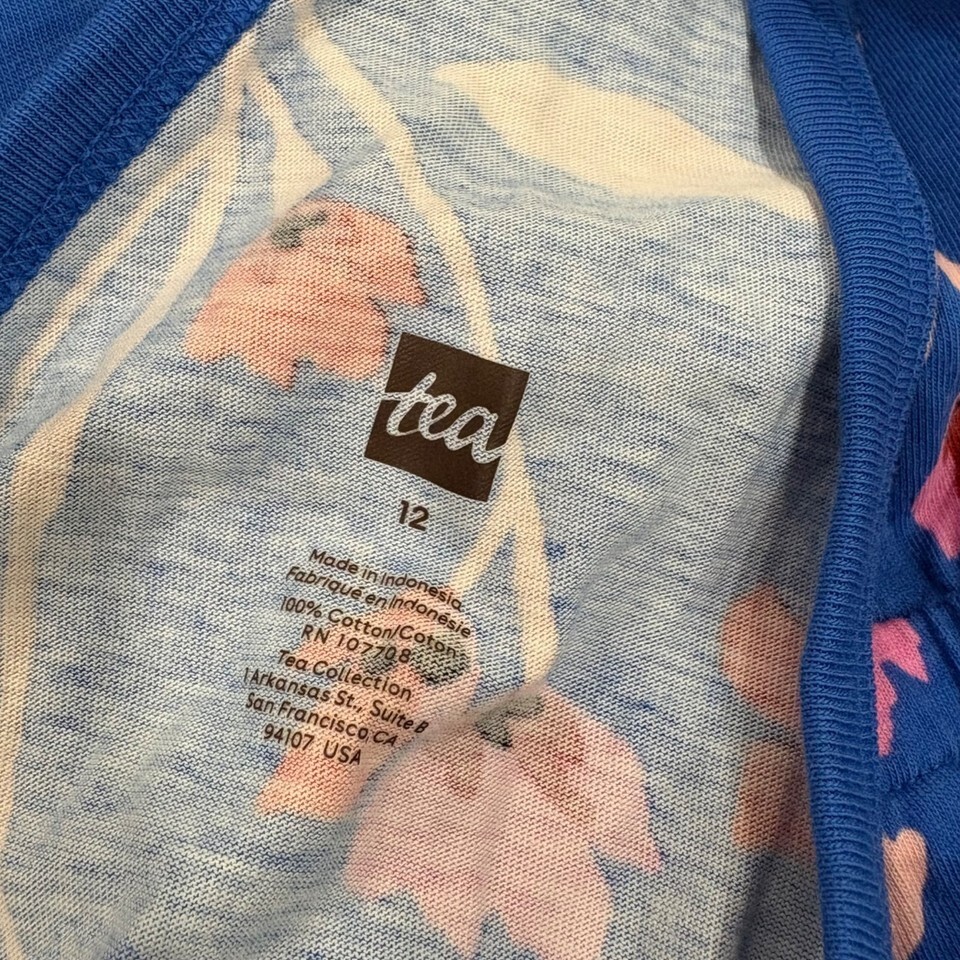 tea
12
Made in Indonesia
Fabriqué en Indonésie
100% Cotton/Coton
RN 107708
Tea Collection
1 Arkansas St., Suite B
San Francisco CA
94107 USA